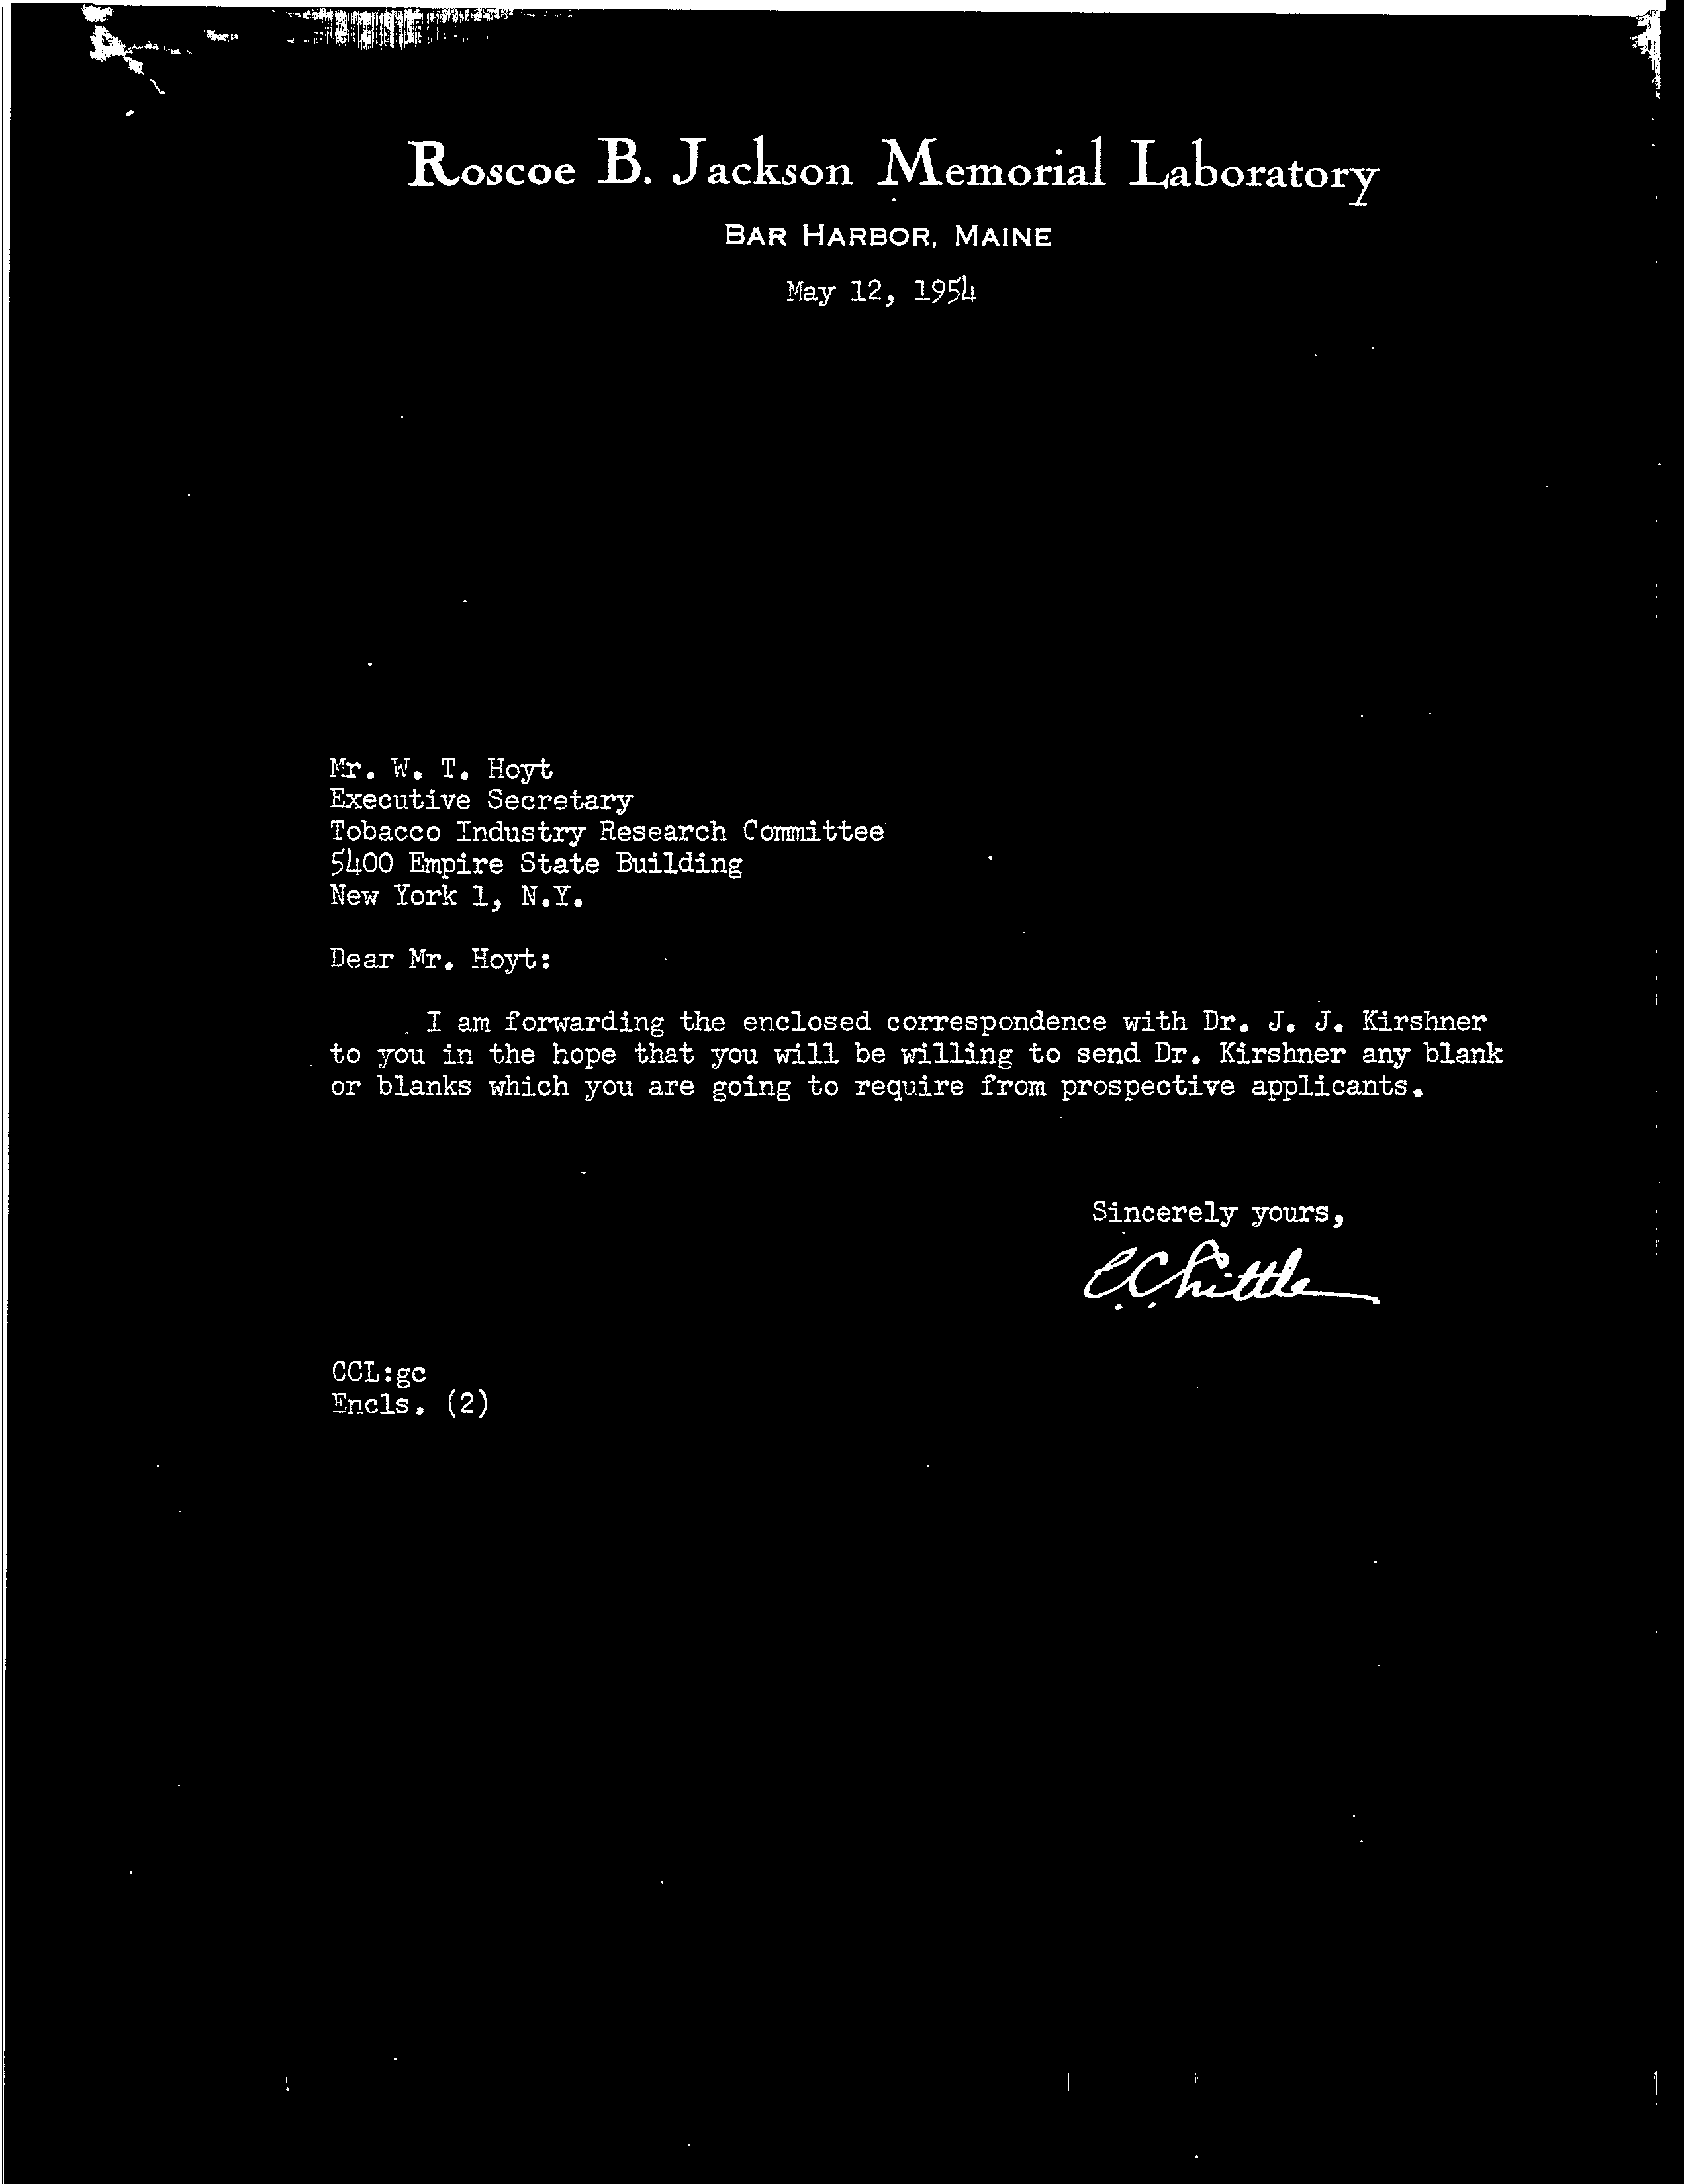 Roscoe B. Jackson Memorial Laboratory
BAR HARBOR, MAINE
May 12, 1954
Mr. W. T. Hoyt
Executive Secretary
Tobacco Industry Research Committee
5400 Empire State Building
New York 1, N.Y.
Dear Mr. Hoyt:
I am forwarding the enclosed correspondence with Dr. J. J. Kirshner
to you in the hope that you will be willing to send Dr. Kirshner any blank
or blanks which you are going to require from prospective applicants.
Sincerely yours,
C.C. Little
CCL:gc
Encls. (2)